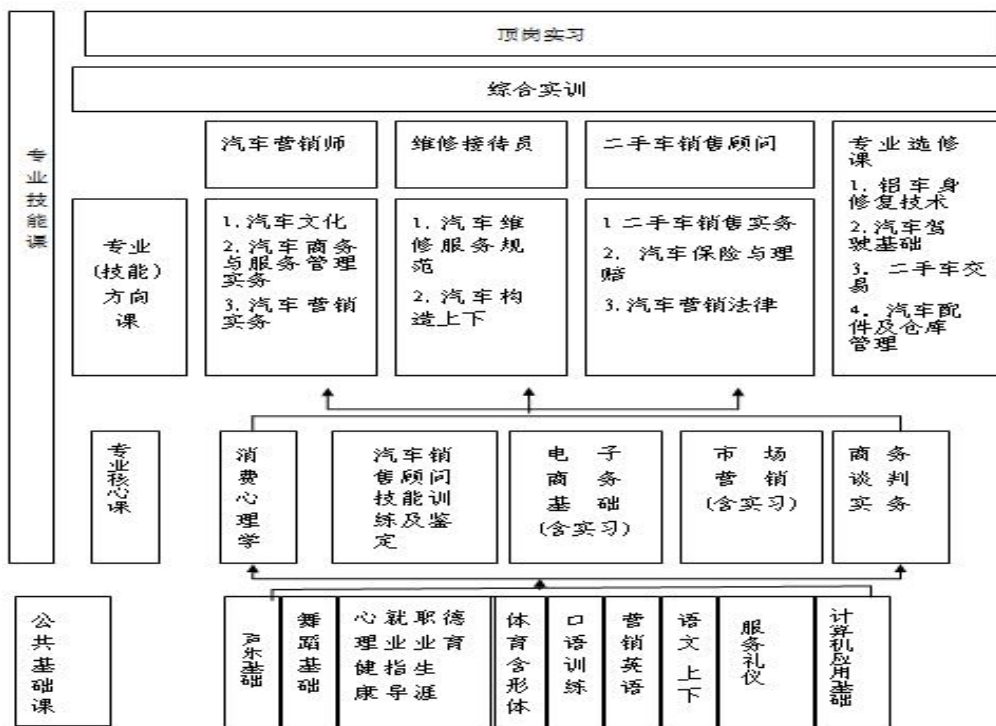 顶岗实习
综合实训
专业技能课
汽车营销师
维修接待员
二手车销售顾问
专业选修
课
1. 铝车身
修复技术
2.汽车驾
驶基础
3. 二手车交
易
4. 汽车配
件及仓库
管理
专业
(技能)
方向
课
1.汽车文化
2.汽车商务
与服务管理
实务
3.汽车营销
实务
1.汽车维
修服务规
范
2.汽车构
造上下
1 二手车销售实务
2. 汽车保险与理
赔
3.汽车营销法律
专业核心课
消费心理学
汽车销
售顾问
技能训
练及鉴
定
电子
商务
基础
(含实习)
市场
营销
(含实习)
商务
谈判
实务
公共基础课
声乐基础
舞蹈基础
心理健康
就业指导
职业生涯
德育
体育含形体
口语训练
营销英语
语文上下
服务礼仪
计算机应用基础